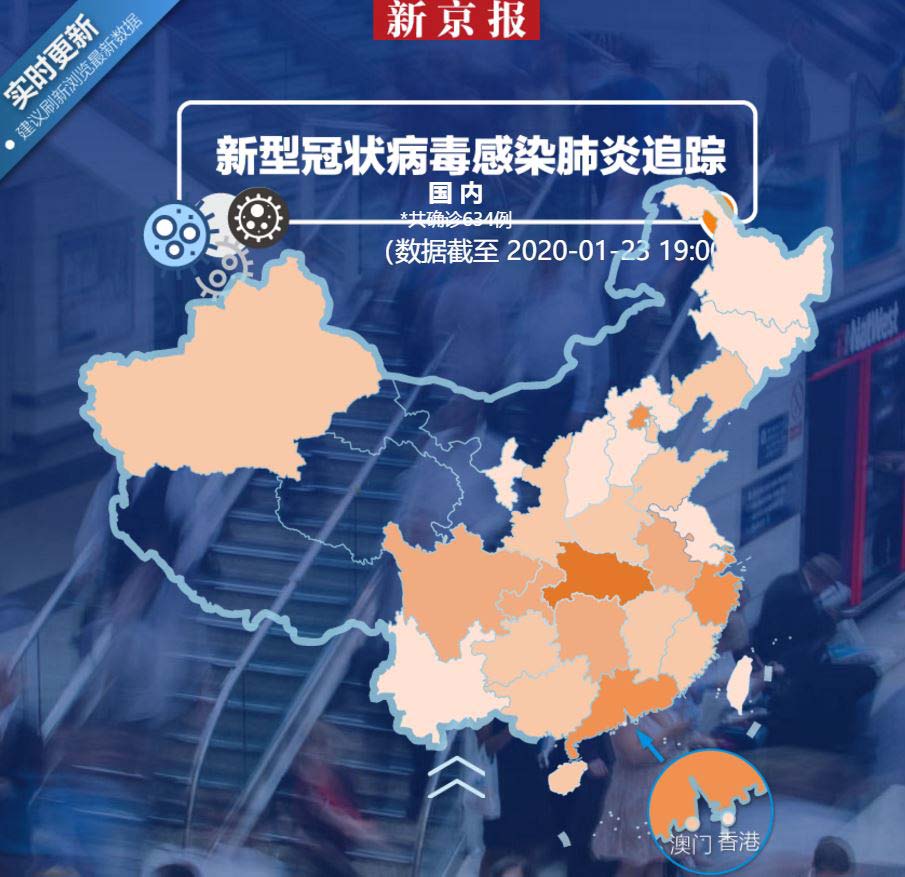 新京报
实时更新
建议刷新浏览最新数据
新型冠状病毒感染肺炎追踪
国内
*共确诊634例
(数据截至 2020-01-23 19:0
NatWest
澳门 香港